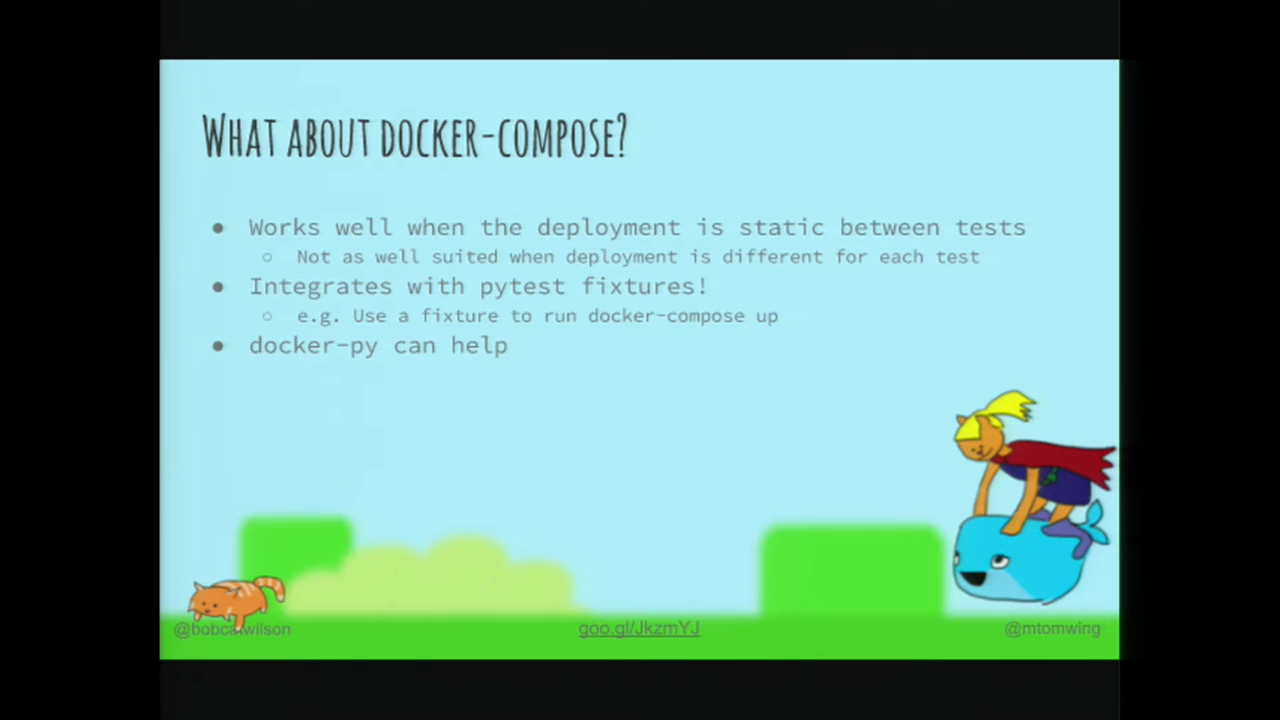 WHAT ABOUT DOCKER-COMPOSE?
● Works well when the deployment is static between tests
○ Not as well suited when deployment is different for each test
● Integrates with pytest fixtures!
○ e.g. Use a fixture to run docker-compose up
● docker-py can help
@bobcatwilson
goo.gl/JkzmYJ
@mtomwing